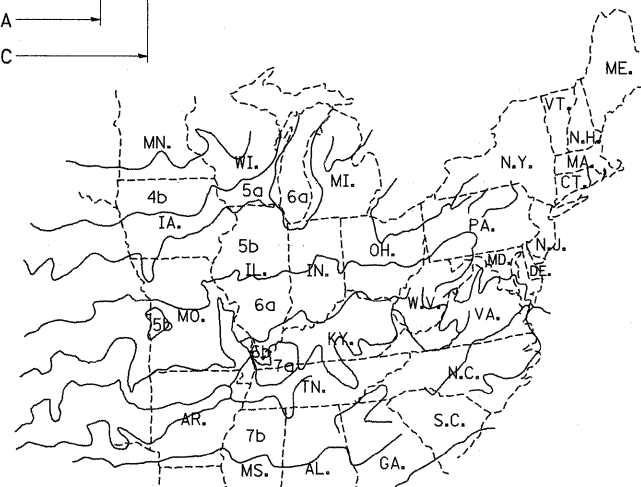 A
C
ME.
VT.
N.H.
MN.
WI.
N.Y.
MA.
MI.
CT.
4b
5a
6a
IA.
PA.
5b
OH.
N.J.
IL.
IN.
MD.
DE.
6a
W.V.
MO.
5b
VA.
KY.
6b
7a
N.C.
TN.
AR.
S.C.
7b
MS.
AL.
GA.